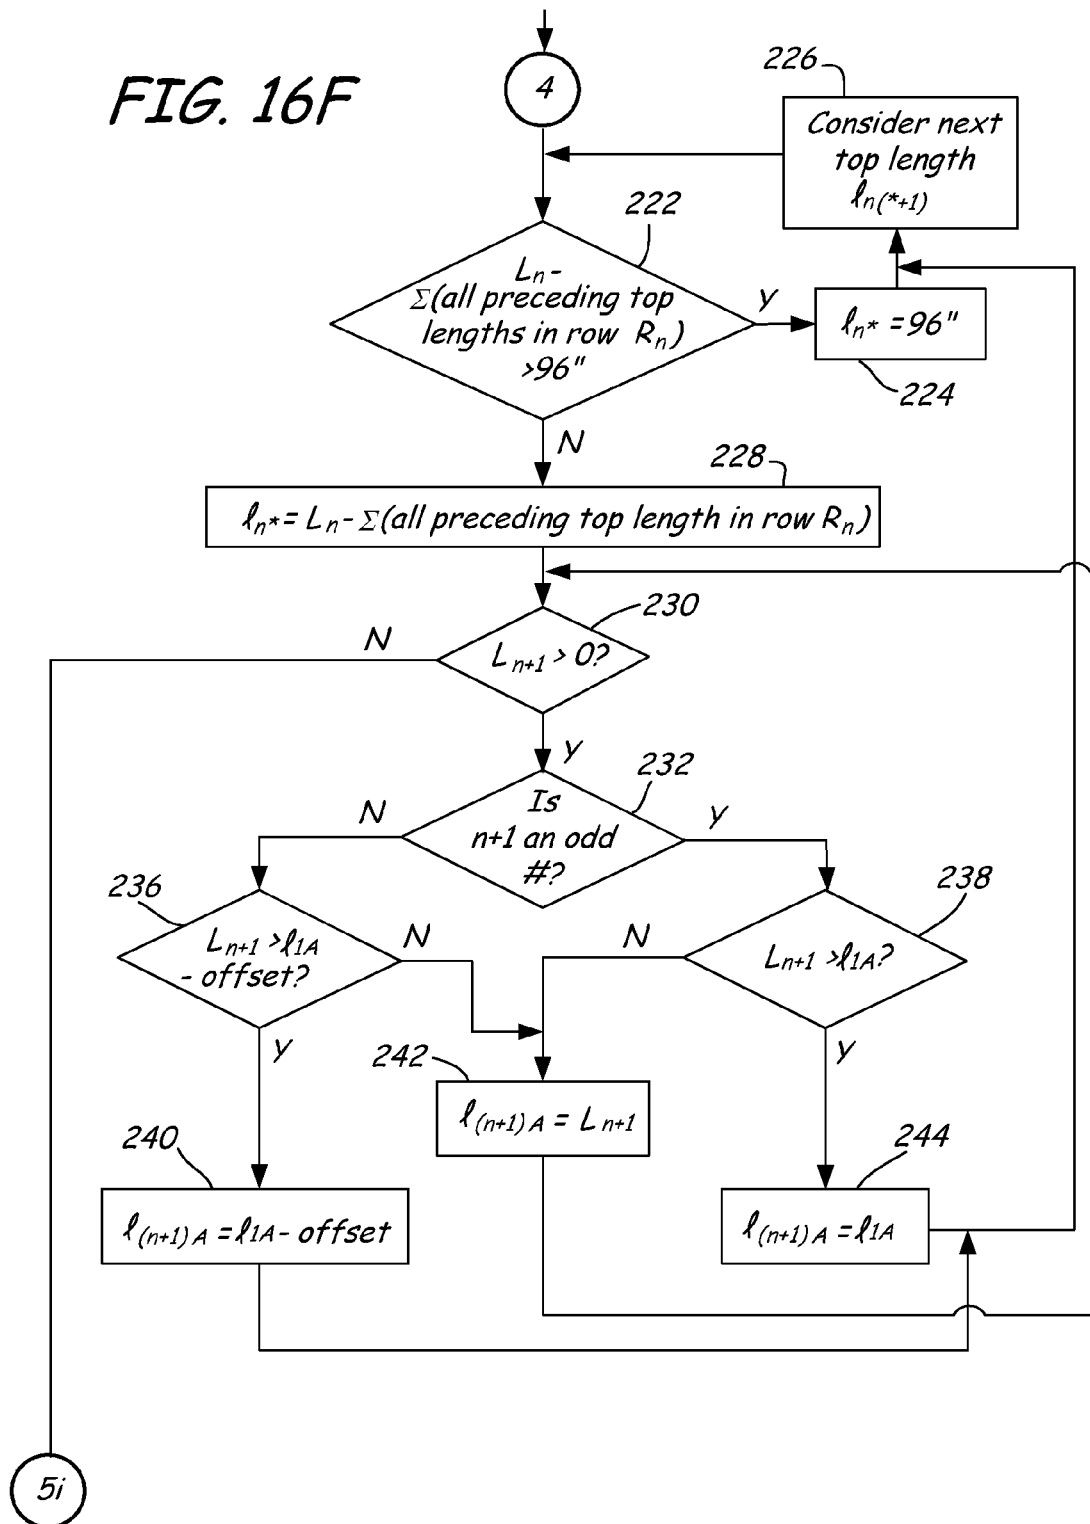 FIG. 16F
4
226
Consider next
top length
ℓn(*+1)
222
Ln-
Σ(all preceding top
lengths in row Rn)
>96"
Y
ℓn* =96"
224
N
228
ℓn*= Ln- Σ(all preceding top length in row Rn)
230
N
Ln+1 > 0?
Y
232
N
Is
n+1 an odd
#?
Y
236
Ln+1 >ℓ1A
- offset?
N
Y
238
N
Ln+1 >ℓ1A?
Y
242
ℓ(n+1) A = Ln+1
240
ℓ(n+1) A =ℓ1A- offset
244
ℓ(n+1) A =ℓ1A
5i